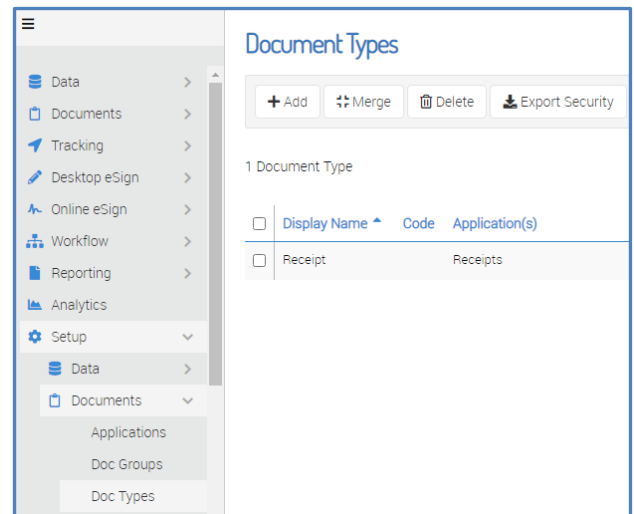 Data
Documents
Tracking
Desktop eSign
Online eSign
Workflow
Reporting
Analytics
Setup
Data
Documents
Applications
Doc Groups
Doc Types
Document Types
Add Merge Delete Export Security
1 Document Type
Display Name Code Application(s)
Receipt Receipts